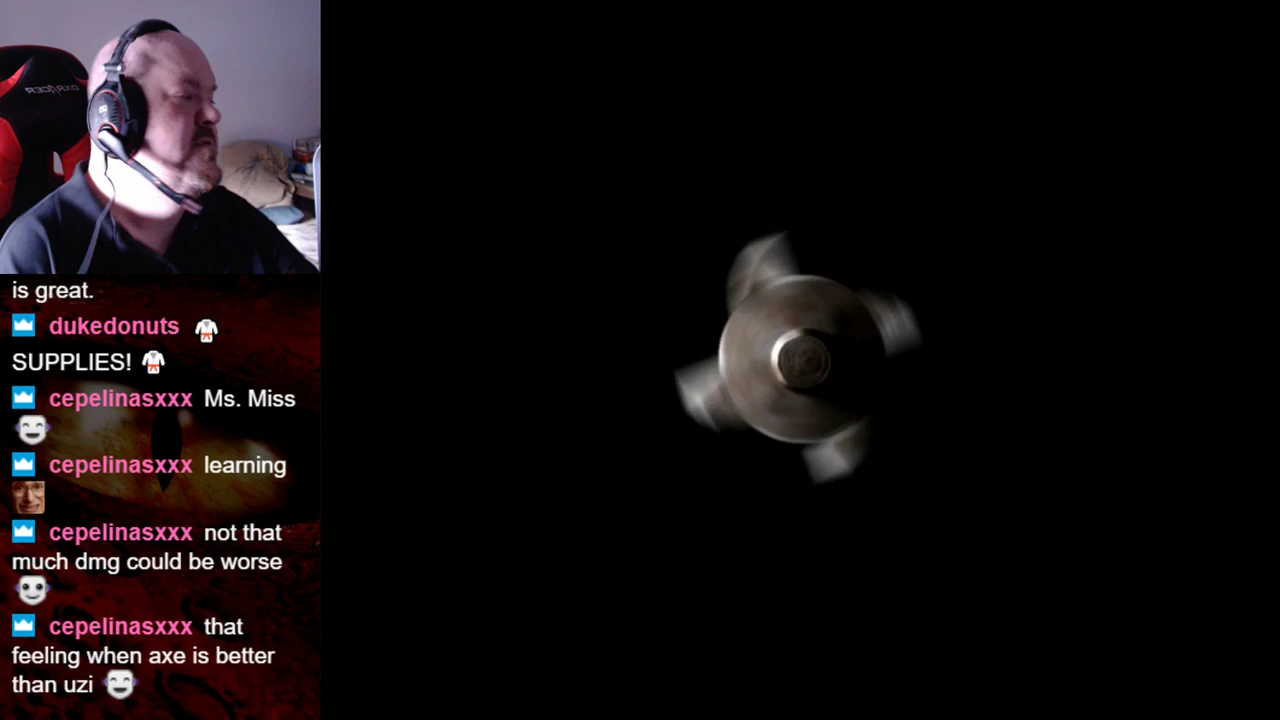 DXRACER
is great.
dukedonuts
SUPPLIES!
cepelinasxxx Ms. Miss
cepelinasxxx learning
cepelinasxxx not that
much dmg could be worse
cepelinasxxx that
feeling when axe is better
than uzi